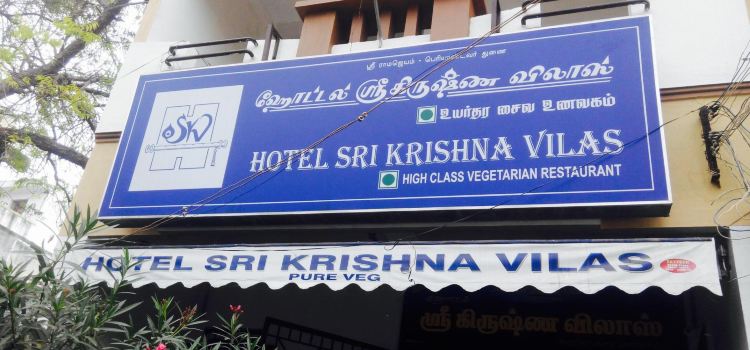 ஸ்ரீ ராமஜெயம் - பெரியாண்டவர் துணை
ஹோட்டல் ஸ்ரீ கிருஷ்ண விலாஸ்
உயர்தர சைவ உணவகம்
SKV
HOTEL SRI KRISHNA VILAS
HIGH CLASS VEGETARIAN RESTAURANT
HOTEL SRI KRISHNA VILAS
PURE VEG
ஸ்ரீ கிருஷ்ண விலாஸ்